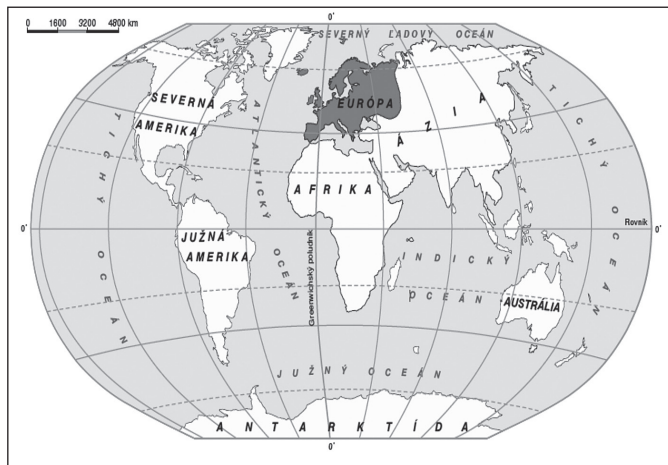 0 1600 3200 4800 km
0°
SEVERNÝ ĽADOVÝ OCEÁN
SEVERNÁ
AMERIKA
EURÓPA
ÁZIA
ATLANTICKÝ
OCEÁN
TICHÝ
OCEÁN
TICHÝ OCEÁN
AFRIKA
0°
Rovník
0°
JUŽNÁ
AMERIKA
Greenwichský poludník
INDICKÝ
OCEÁN
AUSTRÁLIA
JUŽNÝ OCEÁN
ANTARKTÍDA
0°